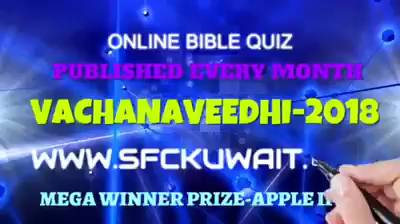 ONLINE BIBLE QUIZ
PUBLISHED EVERY MONTH
VACHANAVEEDHI-2018
WWW.SFCKUWAIT.
MEGA WINNER PRIZE-APPLE